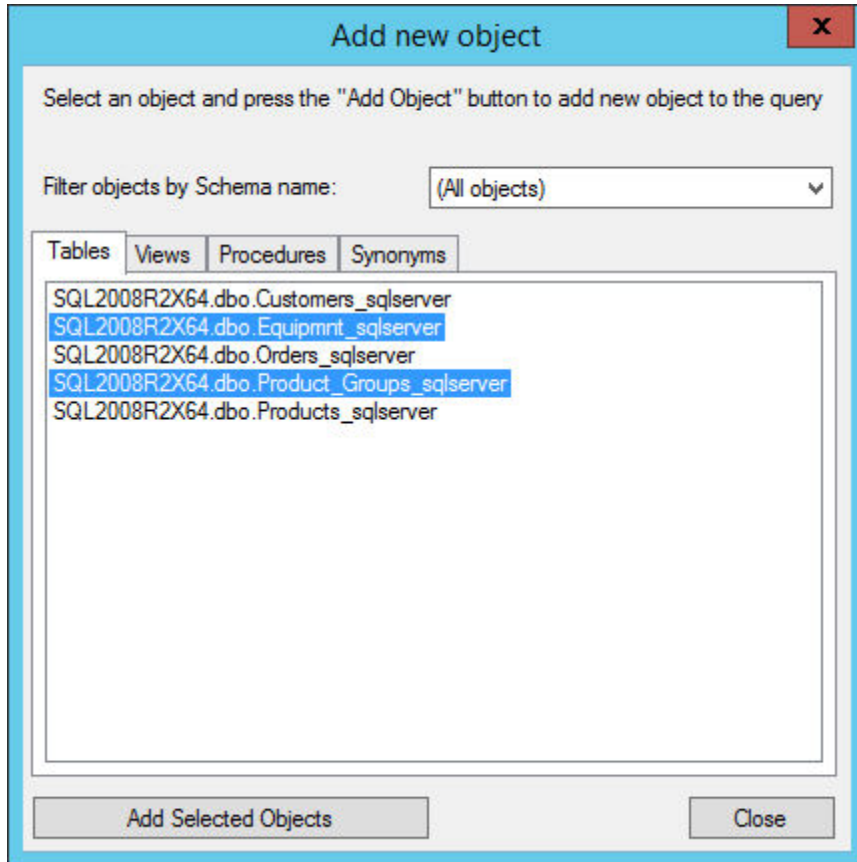 Add new object
x
Select an object and press the "Add Object" button to add new object to the query
Filter objects by Schema name: (All objects)
Tables Views Procedures Synonyms
SQL2008R2X64.dbo.Customers_sqlserver
SQL2008R2X64.dbo.Equipmnt_sqlserver
SQL2008R2X64.dbo.Orders_sqlserver
SQL2008R2X64.dbo.Product_Groups_sqlserver
SQL2008R2X64.dbo.Products_sqlserver
Add Selected Objects Close